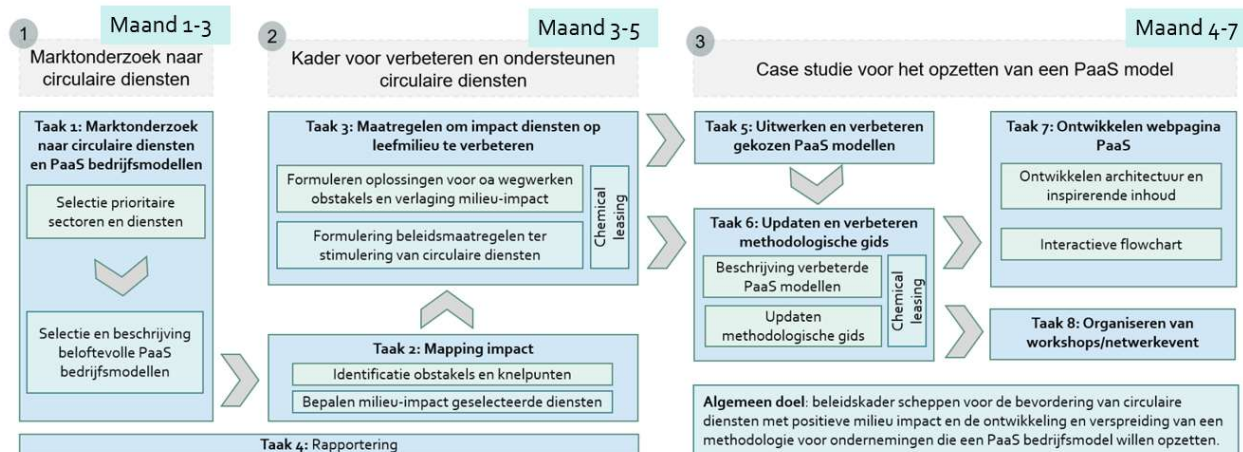 1
Maand 1-3
Marktonderzoek naar
circulaire diensten
Taak 1: Marktonderzoek
naar circulaire diensten
en PaaS bedrijfsmodellen
Selectie prioritaire
sectoren en diensten
Selectie en beschrijving
beloftevolle PaaS
bedrijfsmodellen
2
Maand 3-5
Kader voor verbeteren en ondersteunen
circulaire diensten
Taak 3: Maatregelen om impact diensten op
leefmilieu te verbeteren
Formuleren oplossingen voor oa wegwerken
obstakels en verlaging milieu-impact
Formulering beleidsmaatregelen ter
stimulering van circulaire diensten
Chemical
leasing
Taak 2: Mapping impact
Identificatie obstakels en knelpunten
Bepalen milieu-impact geselecteerde diensten
Taak 4: Rapportering
3
Maand 4-7
Case studie voor het opzetten van een PaaS model
Taak 5: Uitwerken en verbeteren
gekozen PaaS modellen
Taak 6: Updaten en verbeteren
methodologische gids
Beschrijving verbeterde
PaaS modellen
Updaten
methodologische gids
Chemical
leasing
Taak 7: Ontwikkelen webpagina
PaaS
Ontwikkelen architectuur en
inspirerende inhoud
Interactieve flowchart
Taak 8: Organiseren van
workshops/netwerkevent
Algemeen doel: beleidskader scheppen voor de bevordering van circulaire
diensten met positieve milieu impact en de ontwikkeling en verspreiding van een
methodologie voor ondernemingen die een PaaS bedrijfsmodel willen opzetten.